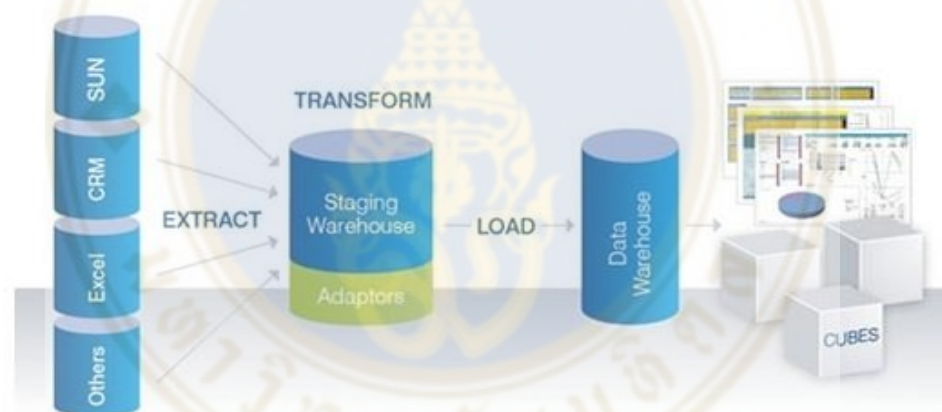 SUN
CRM
Excel
Others
EXTRACT
TRANSFORM
Staging
Warehouse
Adaptors
LOAD
Data
Warehouse
CUBES